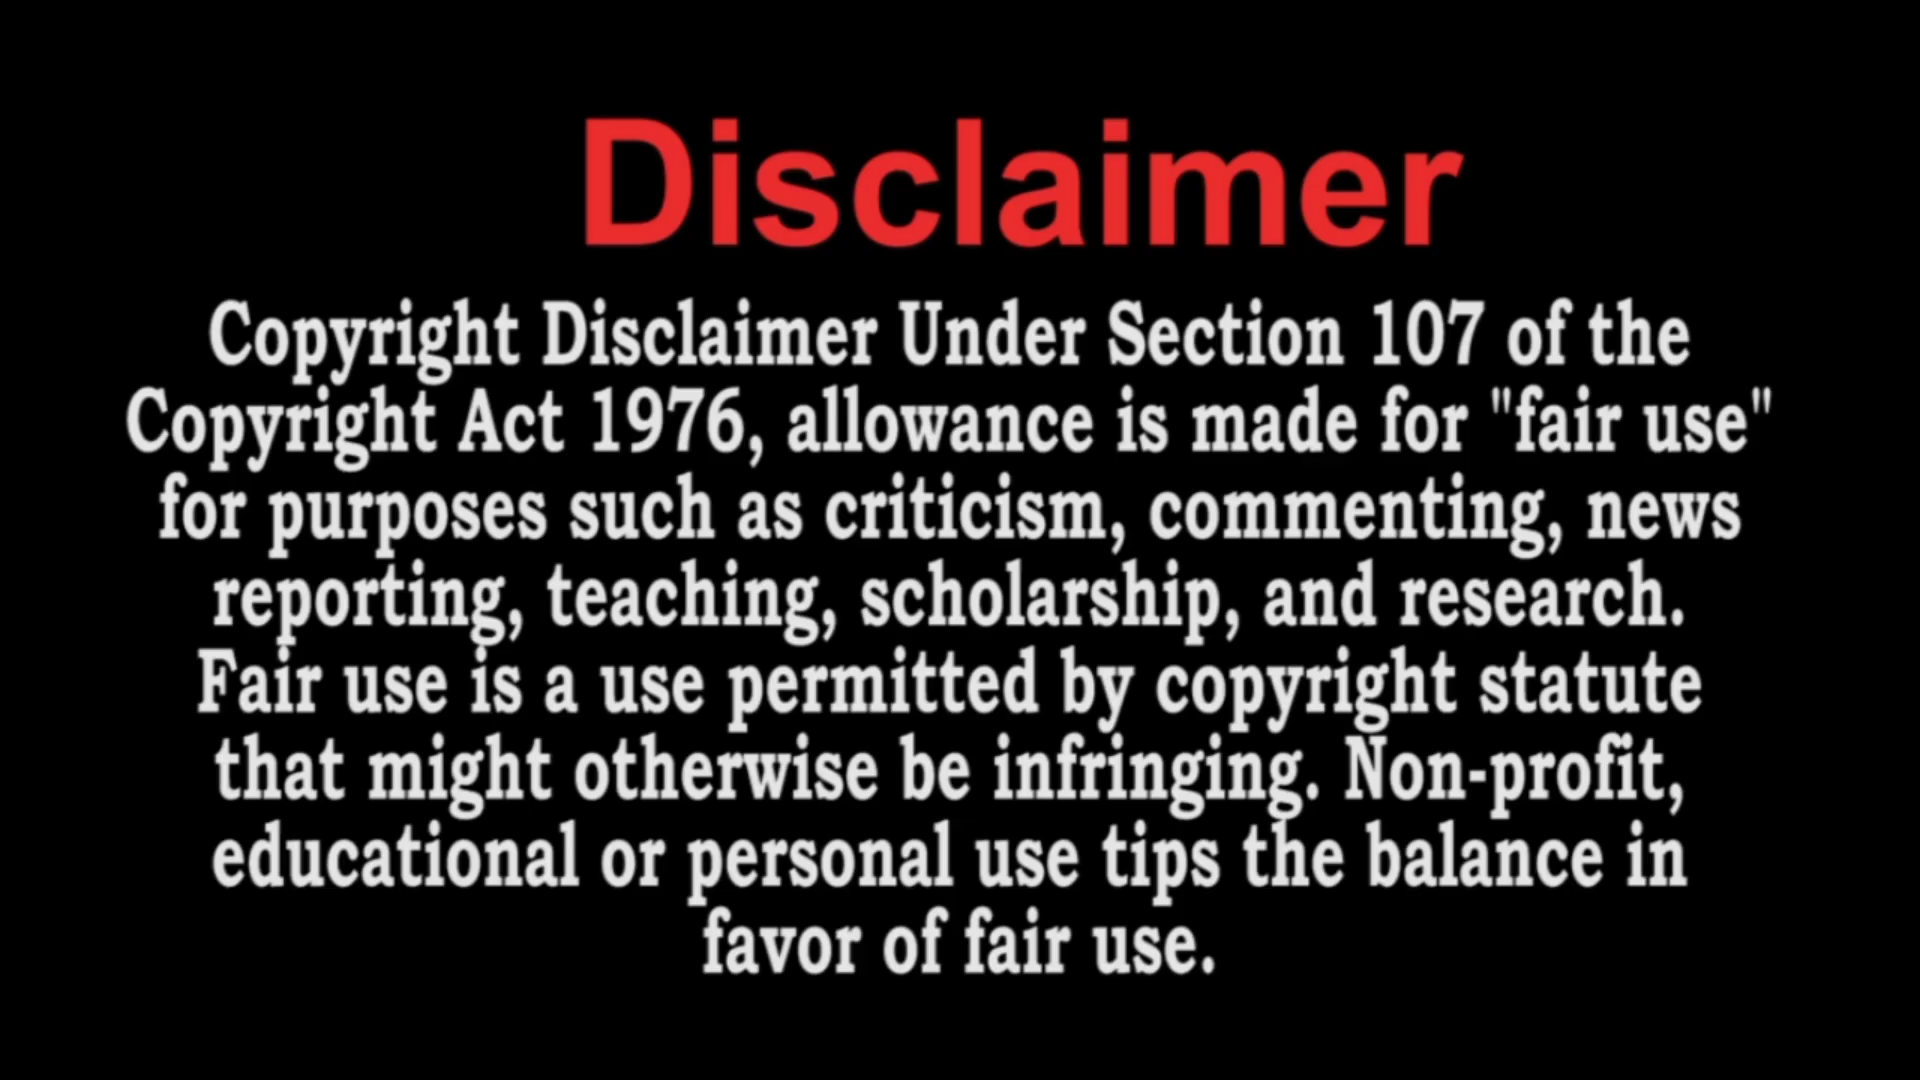 Disclaimer
Copyright Disclaimer Under Section 107 of the
Copyright Act 1976, allowance is made for "fair use"
for purposes such as criticism, commenting, news
reporting, teaching, scholarship, and research.
Fair use is a use permitted by copyright statute
that might otherwise be infringing. Non-profit,
educational or personal use tips the balance in
favor of fair use.